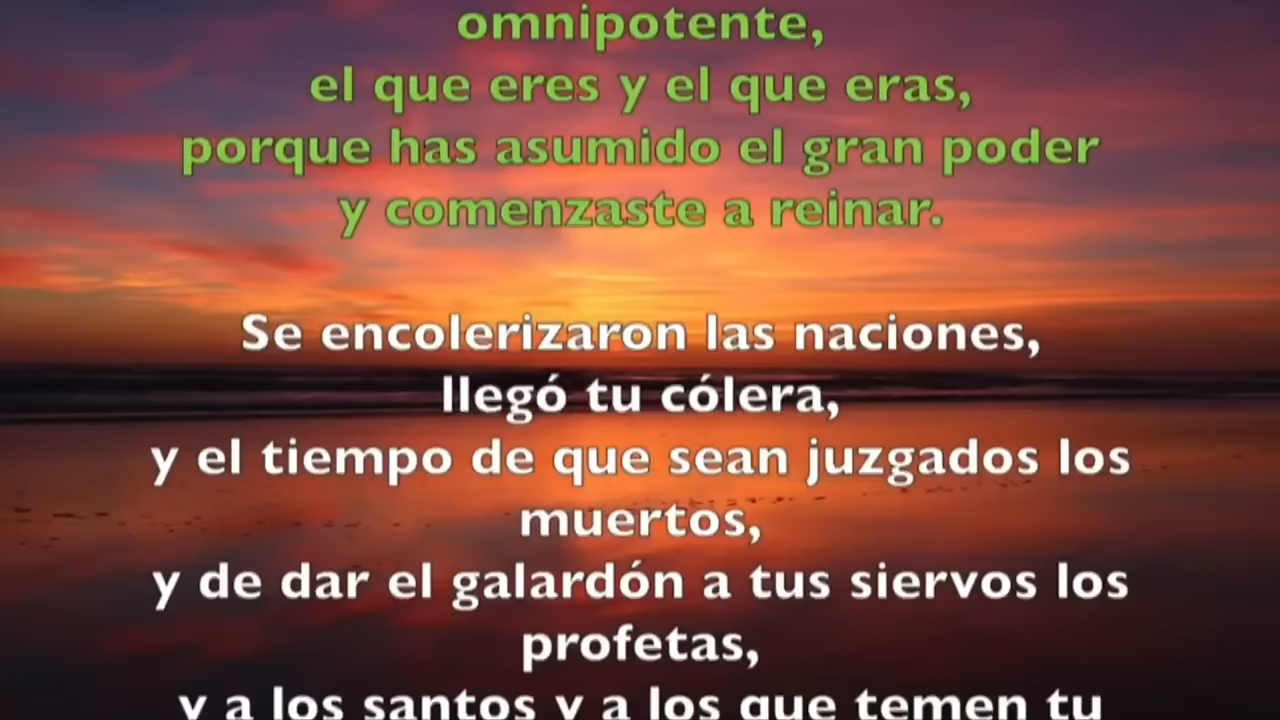 omnipotente,
el que eres y el que eras,
porque has asumido el gran poder
y comenzaste a reinar.
Se encolerizaron las naciones,
llegó tu cólera,
y el tiempo de que sean juzgados los
muertos,
y de dar el galardón a tus siervos los
profetas,
y a los santos y a los que temen tu